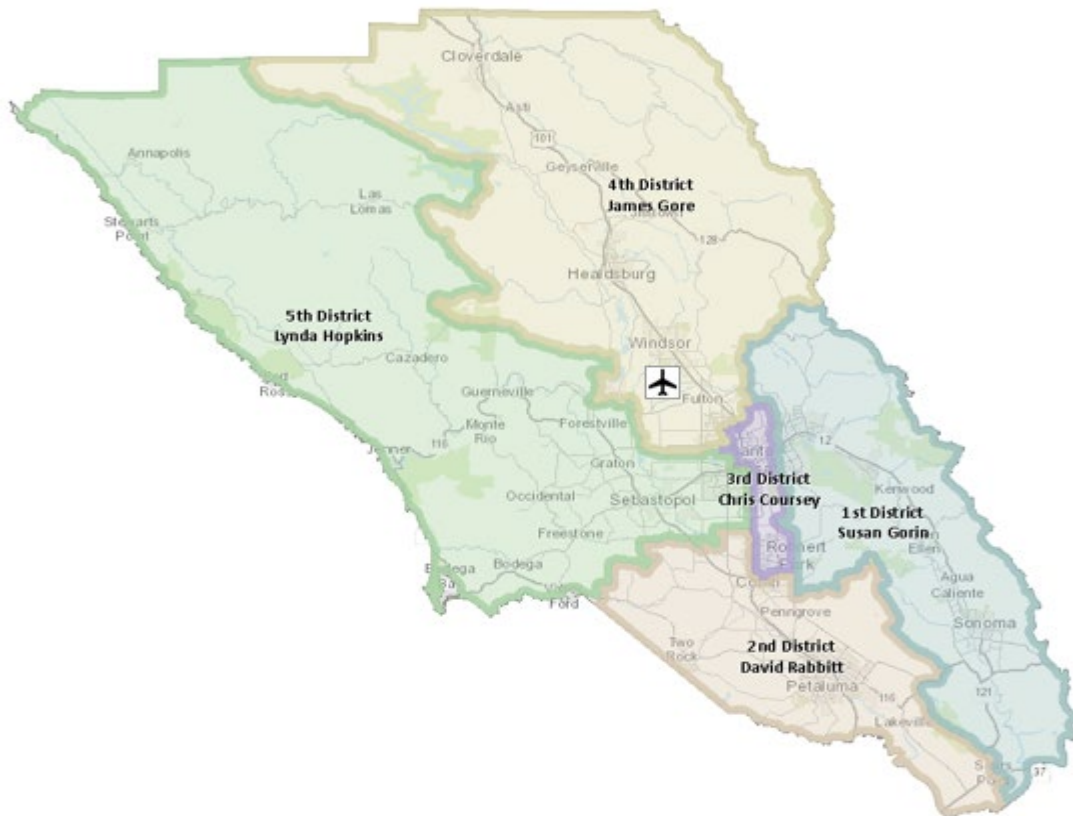 Cloverdale
Asti
101
Geyserville
Annapolis
4th District
James Gore
Las
Lomas
Stewarts
128
Healdsburg
5th District
Lynda Hopkins
Windsor
Cazadero
Guerneville
Fulton
Monte
Rio
Forestville
116
Jenner
12
Graton
3rd District
Chris Coursey
Kenwood
Occidental
Sebastopol
1st District
Susan Gorin
Freestone
Ellen
Bodega
Bodega
Agua
Caliente
Ford
Penngrove
Sonoma
Two
Rock
2nd District
David Rabbitt
Petaluma
116
121
Lakeville
37